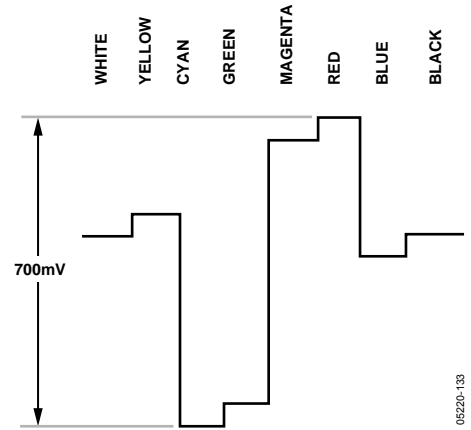 WHITE
YELLOW
CYAN
GREEN
MAGENTA
RED
BLUE
BLACK
700mV
05220-133